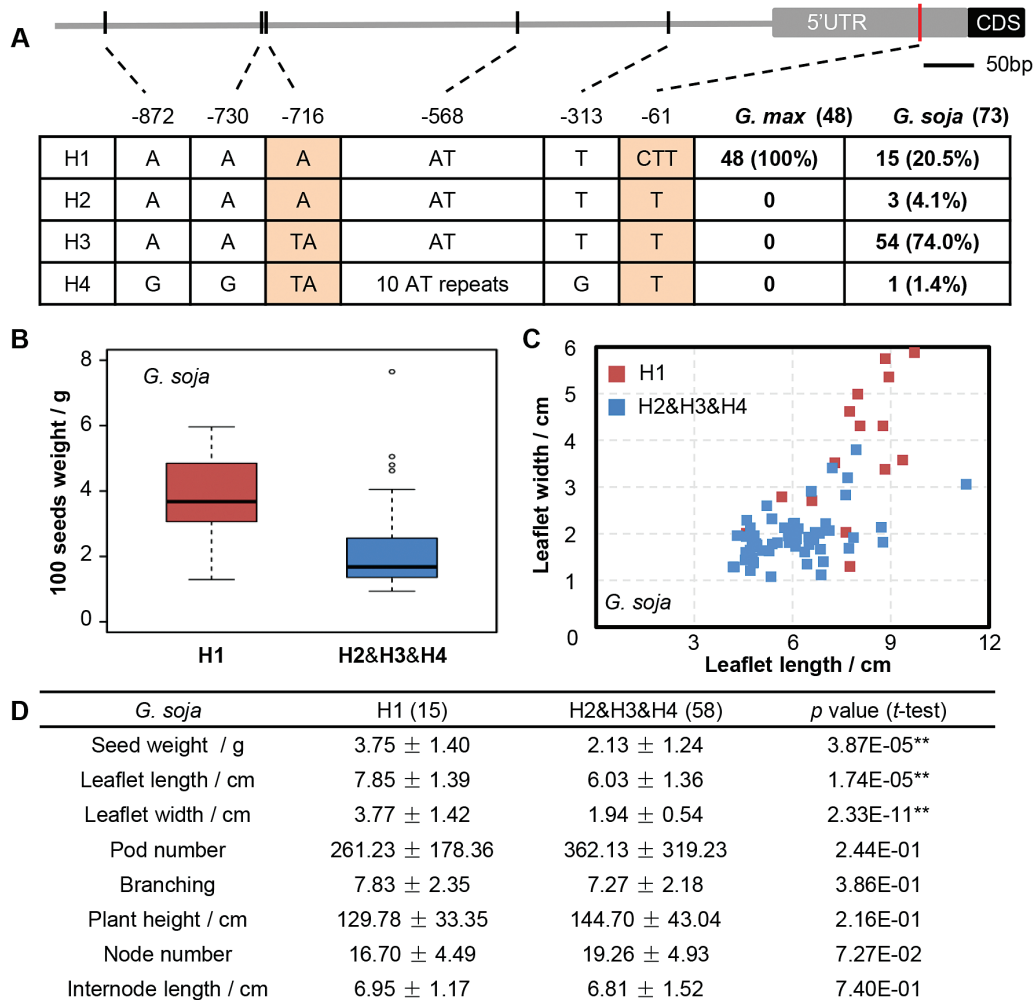 A
5'UTR CDS
50bp
-872 -730 -716 -568 -313 -61 G. max (48) G. soja (73)
H1 A A A AT T CTT 48 (100%) 15 (20.5%)
H2 A A A AT T T 0 3 (4.1%)
H3 A A TA AT T T 0 54 (74.0%)
H4 G G TA 10 AT repeats G T 0 1 (1.4%)
B
100 seeds weight / g
8
6
4
2
0
G. soja
H1 H2&H3&H4
C
Leaflet width / cm
6
5
4
3
2
1
0
H1
H2&H3&H4
G. soja
3 6 9 12
Leaflet length / cm
D G. soja H1 (15) H2&H3&H4 (58) p value (t-test)
Seed weight / g 3.75 ± 1.40 2.13 ± 1.24 3.87E-05**
Leaflet length / cm 7.85 ± 1.39 6.03 ± 1.36 1.74E-05**
Leaflet width / cm 3.77 ± 1.42 1.94 ± 0.54 2.33E-11**
Pod number 261.23 ± 178.36 362.13 ± 319.23 2.44E-01
Branching 7.83 ± 2.35 7.27 ± 2.18 3.86E-01
Plant height / cm 129.78 ± 33.35 144.70 ± 43.04 2.16E-01
Node number 16.70 ± 4.49 19.26 ± 4.93 7.27E-02
Internode length / cm 6.95 ± 1.17 6.81 ± 1.52 7.40E-01